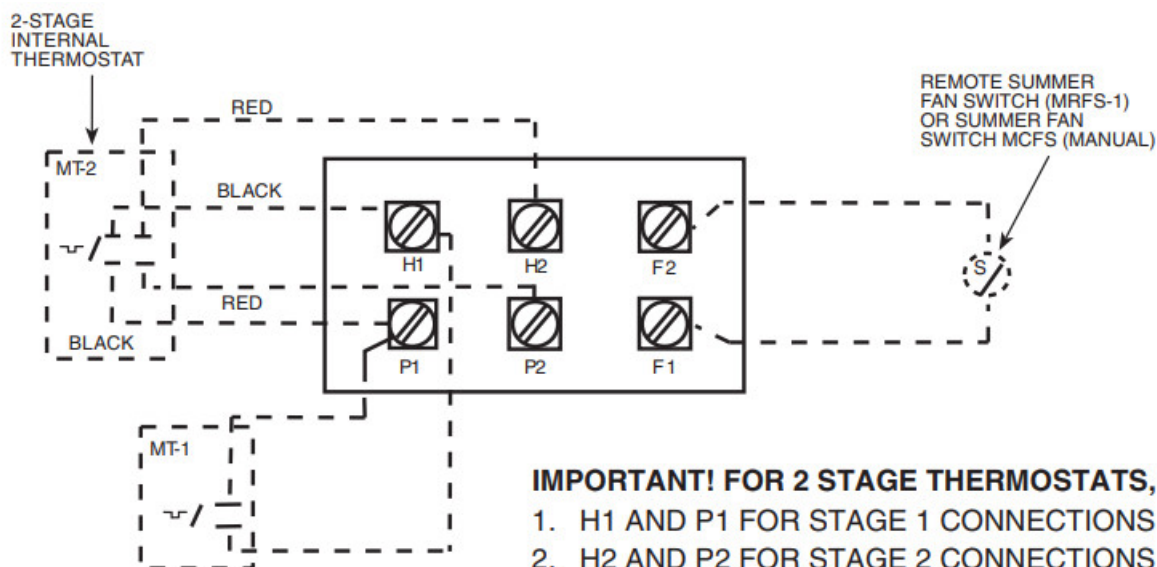 2-STAGE
INTERNAL
THERMOSTAT
RED
REMOTE SUMMER
FAN SWITCH (MRFS-1)
OR SUMMER FAN
SWITCH MCFS (MANUAL)
MT-2
BLACK
H1
H2
F2
S
RED
BLACK
P1
P2
F1
MT-1
IMPORTANT! FOR 2 STAGE THERMOSTATS,
1. H1 AND P1 FOR STAGE 1 CONNECTIONS
2. H2 AND P2 FOR STAGE 2 CONNECTIONS